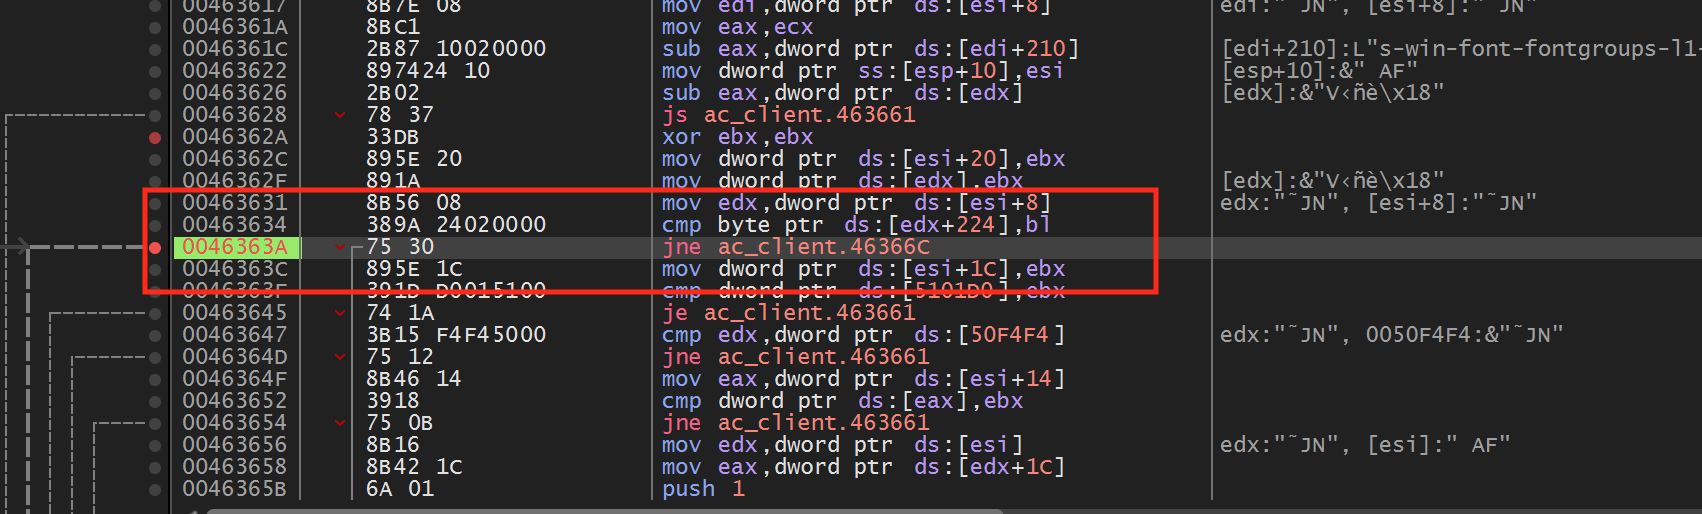 00463617 8B7E 08 mov edi,dword ptr ds:[esi+8] edi:"˜JN", [esi+8]:"˜JN"
0046361A 8BC1 mov eax,ecx
0046361C 2B87 10020000 sub eax,dword ptr ds:[edi+210] [edi+210]:L"s-win-font-fontgroups-l1-
00463622 897424 10 mov dword ptr ss:[esp+10],esi [esp+10]:&" AF"
00463626 2B02 sub eax,dword ptr ds:[edx] [edx]:&"V‹ñè\x18"
00463628 78 37 js ac_client.463661
0046362A 33DB xor ebx,ebx
0046362C 895E 20 mov dword ptr ds:[esi+20],ebx
0046362F 891A mov dword ptr ds:[edx],ebx [edx]:&"V‹ñè\x18"
00463631 8B56 08 mov edx,dword ptr ds:[esi+8] edx:"˜JN", [esi+8]:"˜JN"
00463634 389A 24020000 cmp byte ptr ds:[edx+224],bl
0046363A 75 30 jne ac_client.46366C
0046363C 895E 1C mov dword ptr ds:[esi+1C],ebx
0046363F 391D D0015100 cmp dword ptr ds:[5101D0],ebx
00463645 74 1A je ac_client.463661
00463647 3B15 F4F45000 cmp edx,dword ptr ds:[50F4F4] edx:"˜JN", 0050F4F4:&"˜JN"
0046364D 75 12 jne ac_client.463661
0046364F 8B46 14 mov eax,dword ptr ds:[esi+14]
00463652 3918 cmp dword ptr ds:[eax],ebx
00463654 75 0B jne ac_client.463661
00463656 8B16 mov edx,dword ptr ds:[esi] edx:"˜JN", [esi]:" AF"
00463658 8B42 1C mov eax,dword ptr ds:[edx+1C]
0046365B 6A 01 push 1